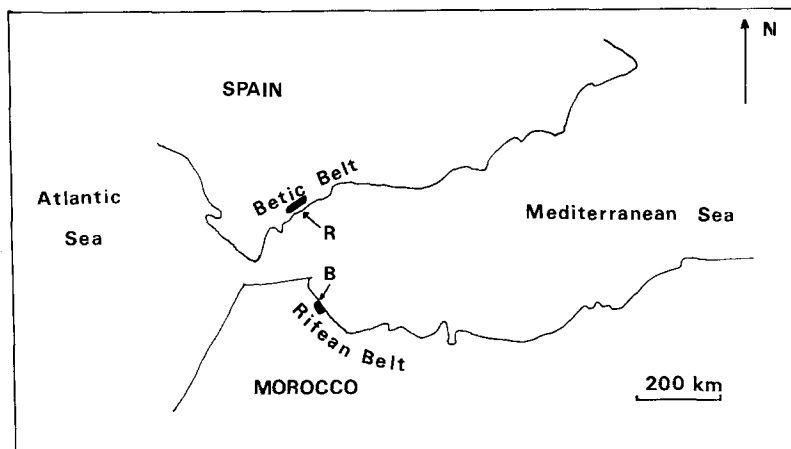 N
SPAIN
Betic Belt
Atlantic
Sea
Mediterranean Sea
R
B
Rifean Belt
MOROCCO
200 km